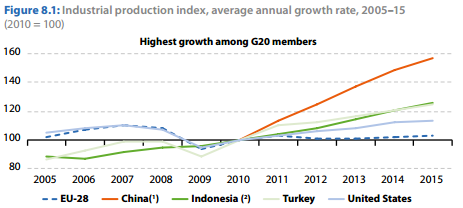 Figure 8.1: Industrial production index, average annual growth rate, 2005–15
(2010 = 100)
Highest growth among G20 members
160
140
120
100
80
2005 2006 2007 2008 2009 2010 2011 2012 2013 2014 2015
EU-28 China(¹) Indonesia (²) Turkey United States